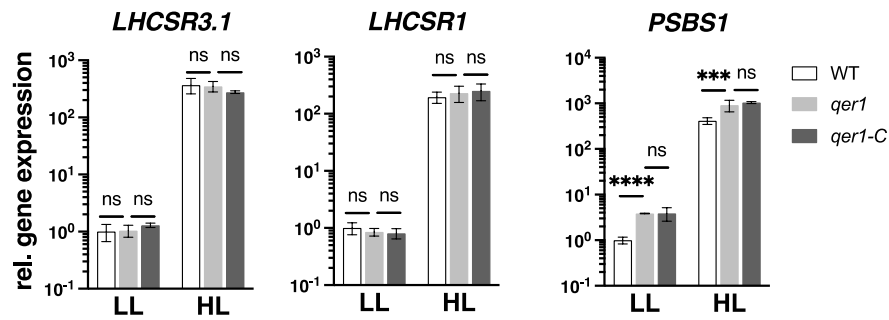 LHCSR3.1
LHCSR1
PSBS1
rel. gene expression
10³
10²
10¹
10⁰
10⁻¹
ns ns
ns ns
LL HL
10³
10²
10¹
10⁰
10⁻¹
ns ns
ns ns
LL HL
10⁴
10³
10²
10¹
10⁰
10⁻¹
*** ns
**** ns
LL HL
WT
qer1
qer1-C